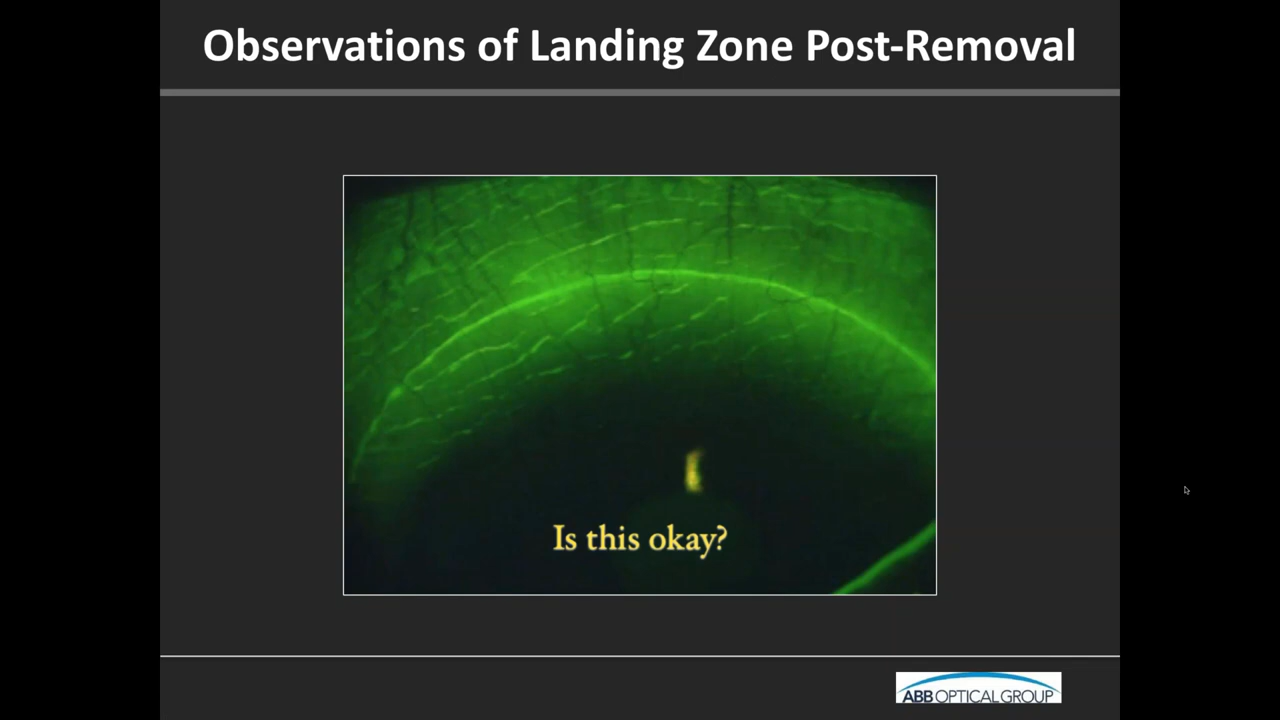 Observations of Landing Zone Post-Removal
Is this okay?
ABB OPTICAL GROUP